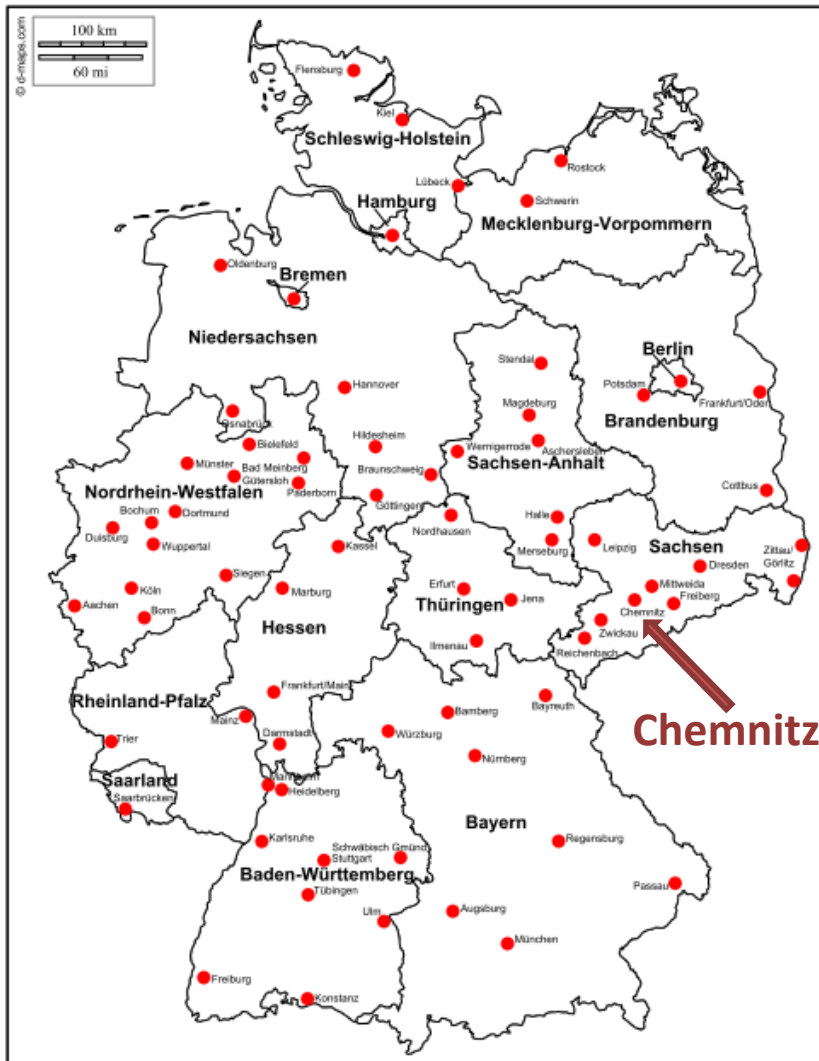 100 km
60 mi
© d-maps.com
Flensburg
Kiel
Schleswig-Holstein
Rostock
Lübeck
Schwerin
Hamburg
Mecklenburg-Vorpommern
Oldenburg
Bremen
Niedersachsen
Stendal
Berlin
Potsdam
Hannover
Frankfurt/Oder
Magdeburg
Brandenburg
Osnabrück
Bielefeld
Hildesheim
Wernigerode
Aschersleben
Sachsen-Anhalt
Münster
Bad Meinberg
Braunschweig
Gütersloh
Nordrhein-Westfalen
Paderborn
Göttingen
Cottbus
Bochum
Dortmund
Halle
Nordhausen
Duisburg
Wuppertal
Kassel
Merseburg
Leipzig
Sachsen
Zittau/
Görlitz
Dresden
Siegen
Köln
Marburg
Erfurt
Mittweida
Freiberg
Aachen
Bonn
Thüringen
Jena
Chemnitz
Hessen
Zwickau
Ilmenau
Reichenbach
Frankfurt/Main
Rheinland-Pfalz
Bayreuth
Mainz
Bamberg
Chemnitz
Trier
Darmstadt
Würzburg
Nürnberg
Saarland
Mannheim
Heidelberg
Saarbrücken
Bayern
Karlsruhe
Schwäbisch Gmünd
Stuttgart
Regensburg
Baden-Württemberg
Tübingen
Passau
Ulm
Augsburg
München
Freiburg
Konstanz